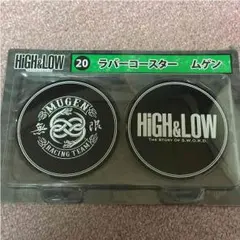 HiGH&LOW
20 ラバーコースター ムゲン
MUGEN
無 限
RACING TEAM
HiGH&LOW
THE STORY OF S.W.O.R.D.